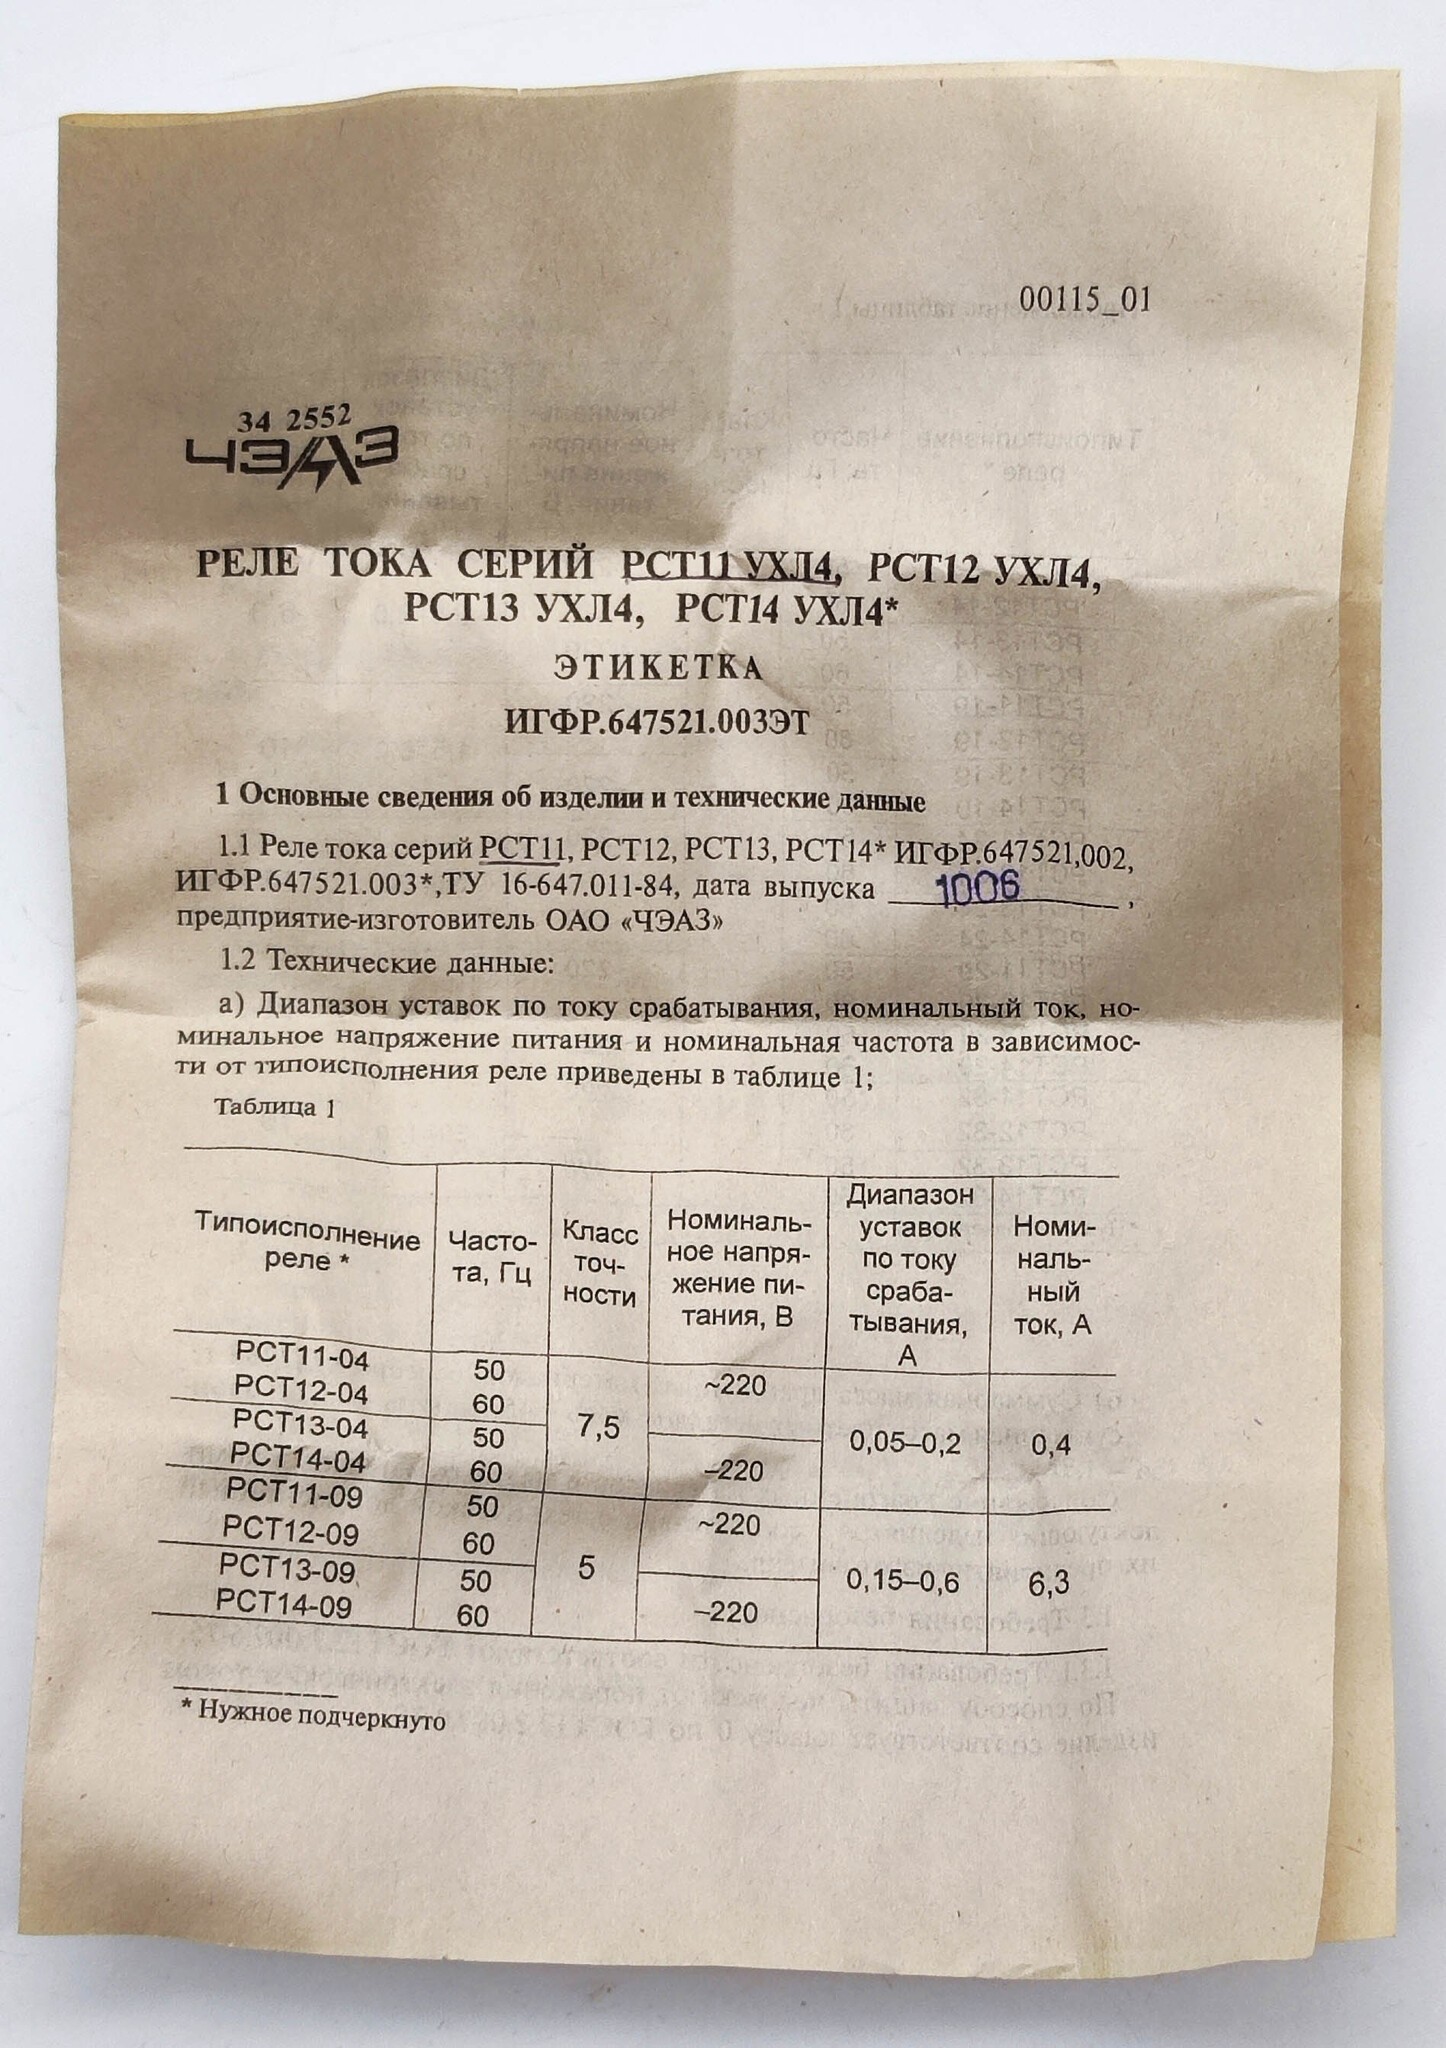 00115_01
34 2552
ЧЭАЗ
РЕЛЕ ТОКА СЕРИЙ РСТ11 УХЛ4, РСТ12 УХЛ4,
РСТ13 УХЛ4, РСТ14 УХЛ4*
ЭТИКЕТКА
ИГФР.647521.003ЭТ
1 Основные сведения об изделии и технические данные
1.1 Реле тока серий РСТ11, РСТ12, РСТ13, РСТ14* ИГФР.647521,002,
ИГФР.647521.003*,ТУ 16-647.011-84, дата выпуска 1006,
предприятие-изготовитель ОАО «ЧЭАЗ»
1.2 Технические данные:
а) Диапазон уставок по току срабатывания, номинальный ток, но-
минальное напряжение питания и номинальная частота в зависимос-
ти от типоисполнения реле приведены в таблице 1;
Таблица 1
Типоисполнение
реле *
Часто-
та, Гц
Класс
точ-
ности
Номиналь-
ное напря-
жение пи-
тания, В
Диапазон
уставок
по току
сраба-
тывания,
А
Номи-
наль-
ный
ток, А
РСТ11-04
РСТ12-04
РСТ13-04
РСТ14-04
50
60
50
60
7,5
~220
–220
0,05–0,2
0,4
РСТ11-09
РСТ12-09
РСТ13-09
РСТ14-09
50
60
50
60
5
~220
–220
0,15–0,6
6,3
* Нужное подчеркнуто